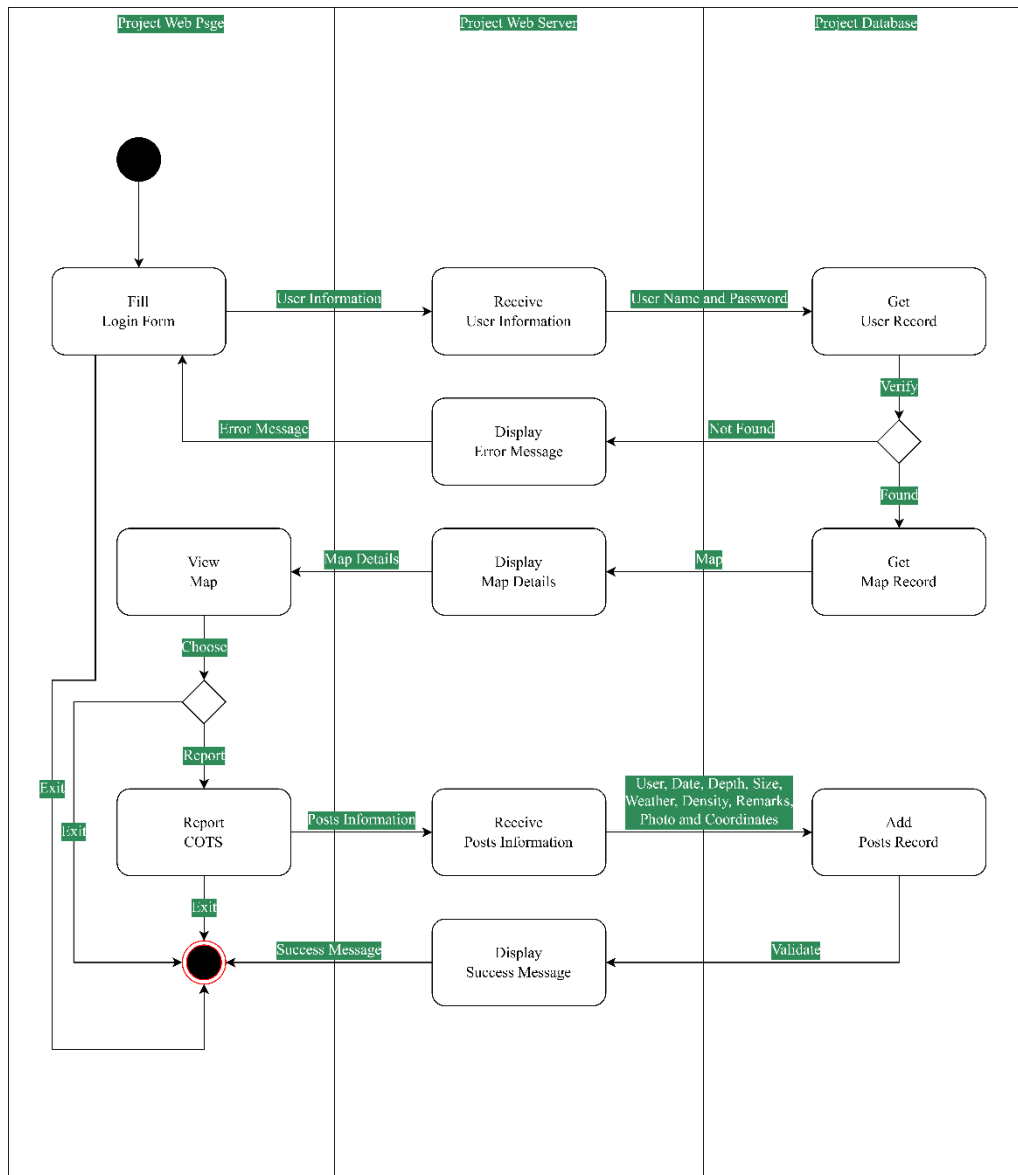 Project Web Psge
Project Web Server
Project Database
Fill
Login Form
User Information
Receive
User Information
User Name and Password
Get
User Record
Verify
Error Message
Display
Error Message
Not Found
Found
View
Map
Map Details
Display
Map Details
Map
Get
Map Record
Choose
Report
Exit
Exit
Report
COTS
Posts Information
Receive
Posts Information
User, Date, Depth, Size,
Weather, Density, Remarks,
Photo and Coordinates
Add
Posts Record
Exit
Success Message
Display
Success Message
Validate